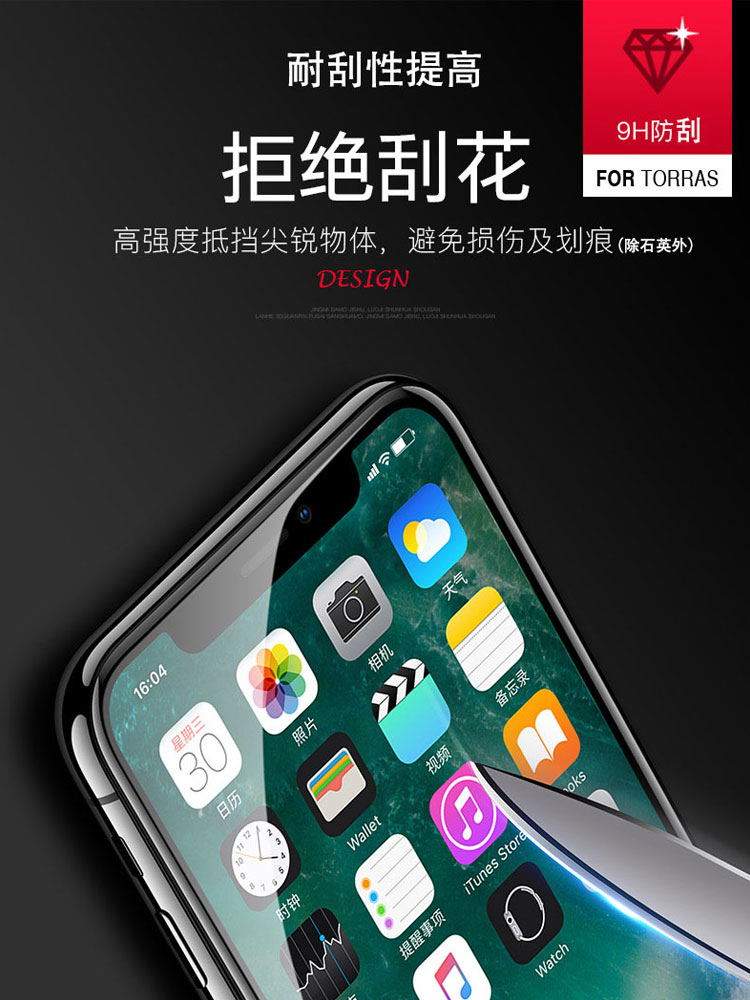 耐刮性提高
9H防刮
FOR TORRAS
拒绝刮花
高强度抵挡尖锐物体，避免损伤及划痕(除石英外)
DESIGN
16:04
天气
相机
备忘录
照片
视频
星期三
30
日历
Wallet
ooks
iTunes Store
时钟
提醒事项
Watch